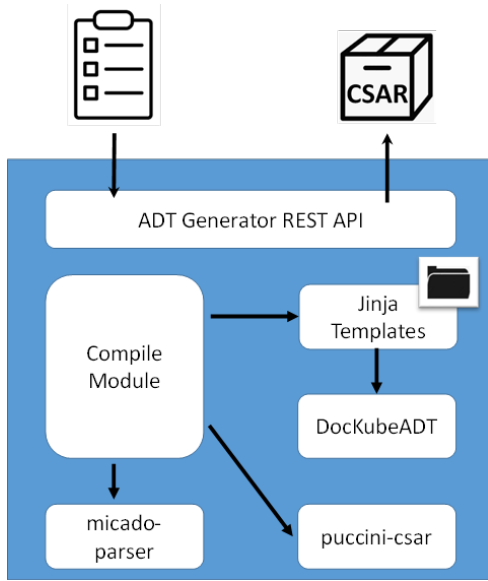 CSAR
ADT Generator REST API
Compile
Module
Jinja
Templates
DocKubeADT
micado-
parser
puccini-csar